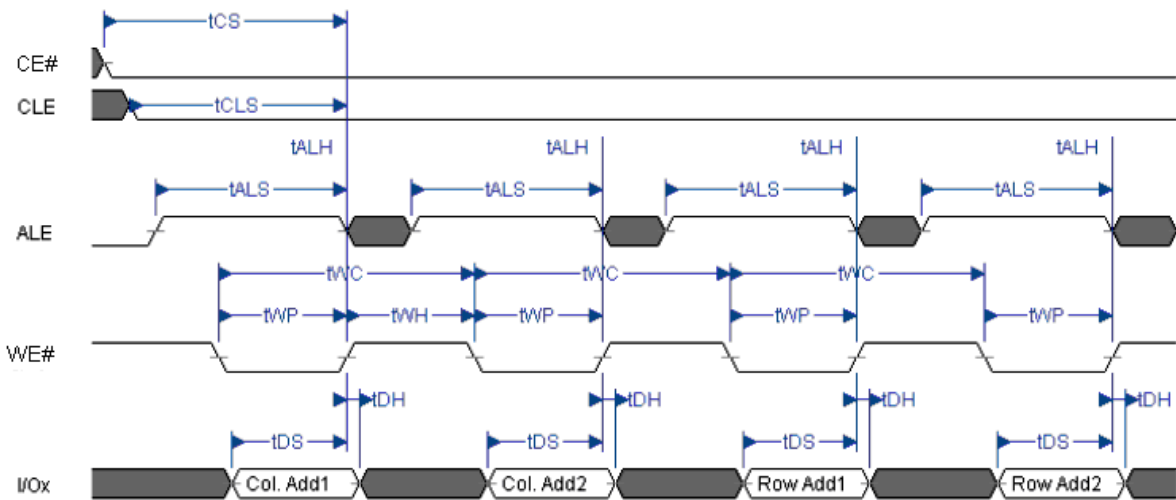 tCS
CE#
CLE tCLS
tALH tALH tALH tALH
tALS tALS tALS tALS
ALE
tWC tWC tWC
tWP tWH tWP tWP tWP
WE#
tDH tDH tDH tDH
tDS tDS tDS tDS
I/Ox Col. Add1 Col. Add2 Row Add1 Row Add2